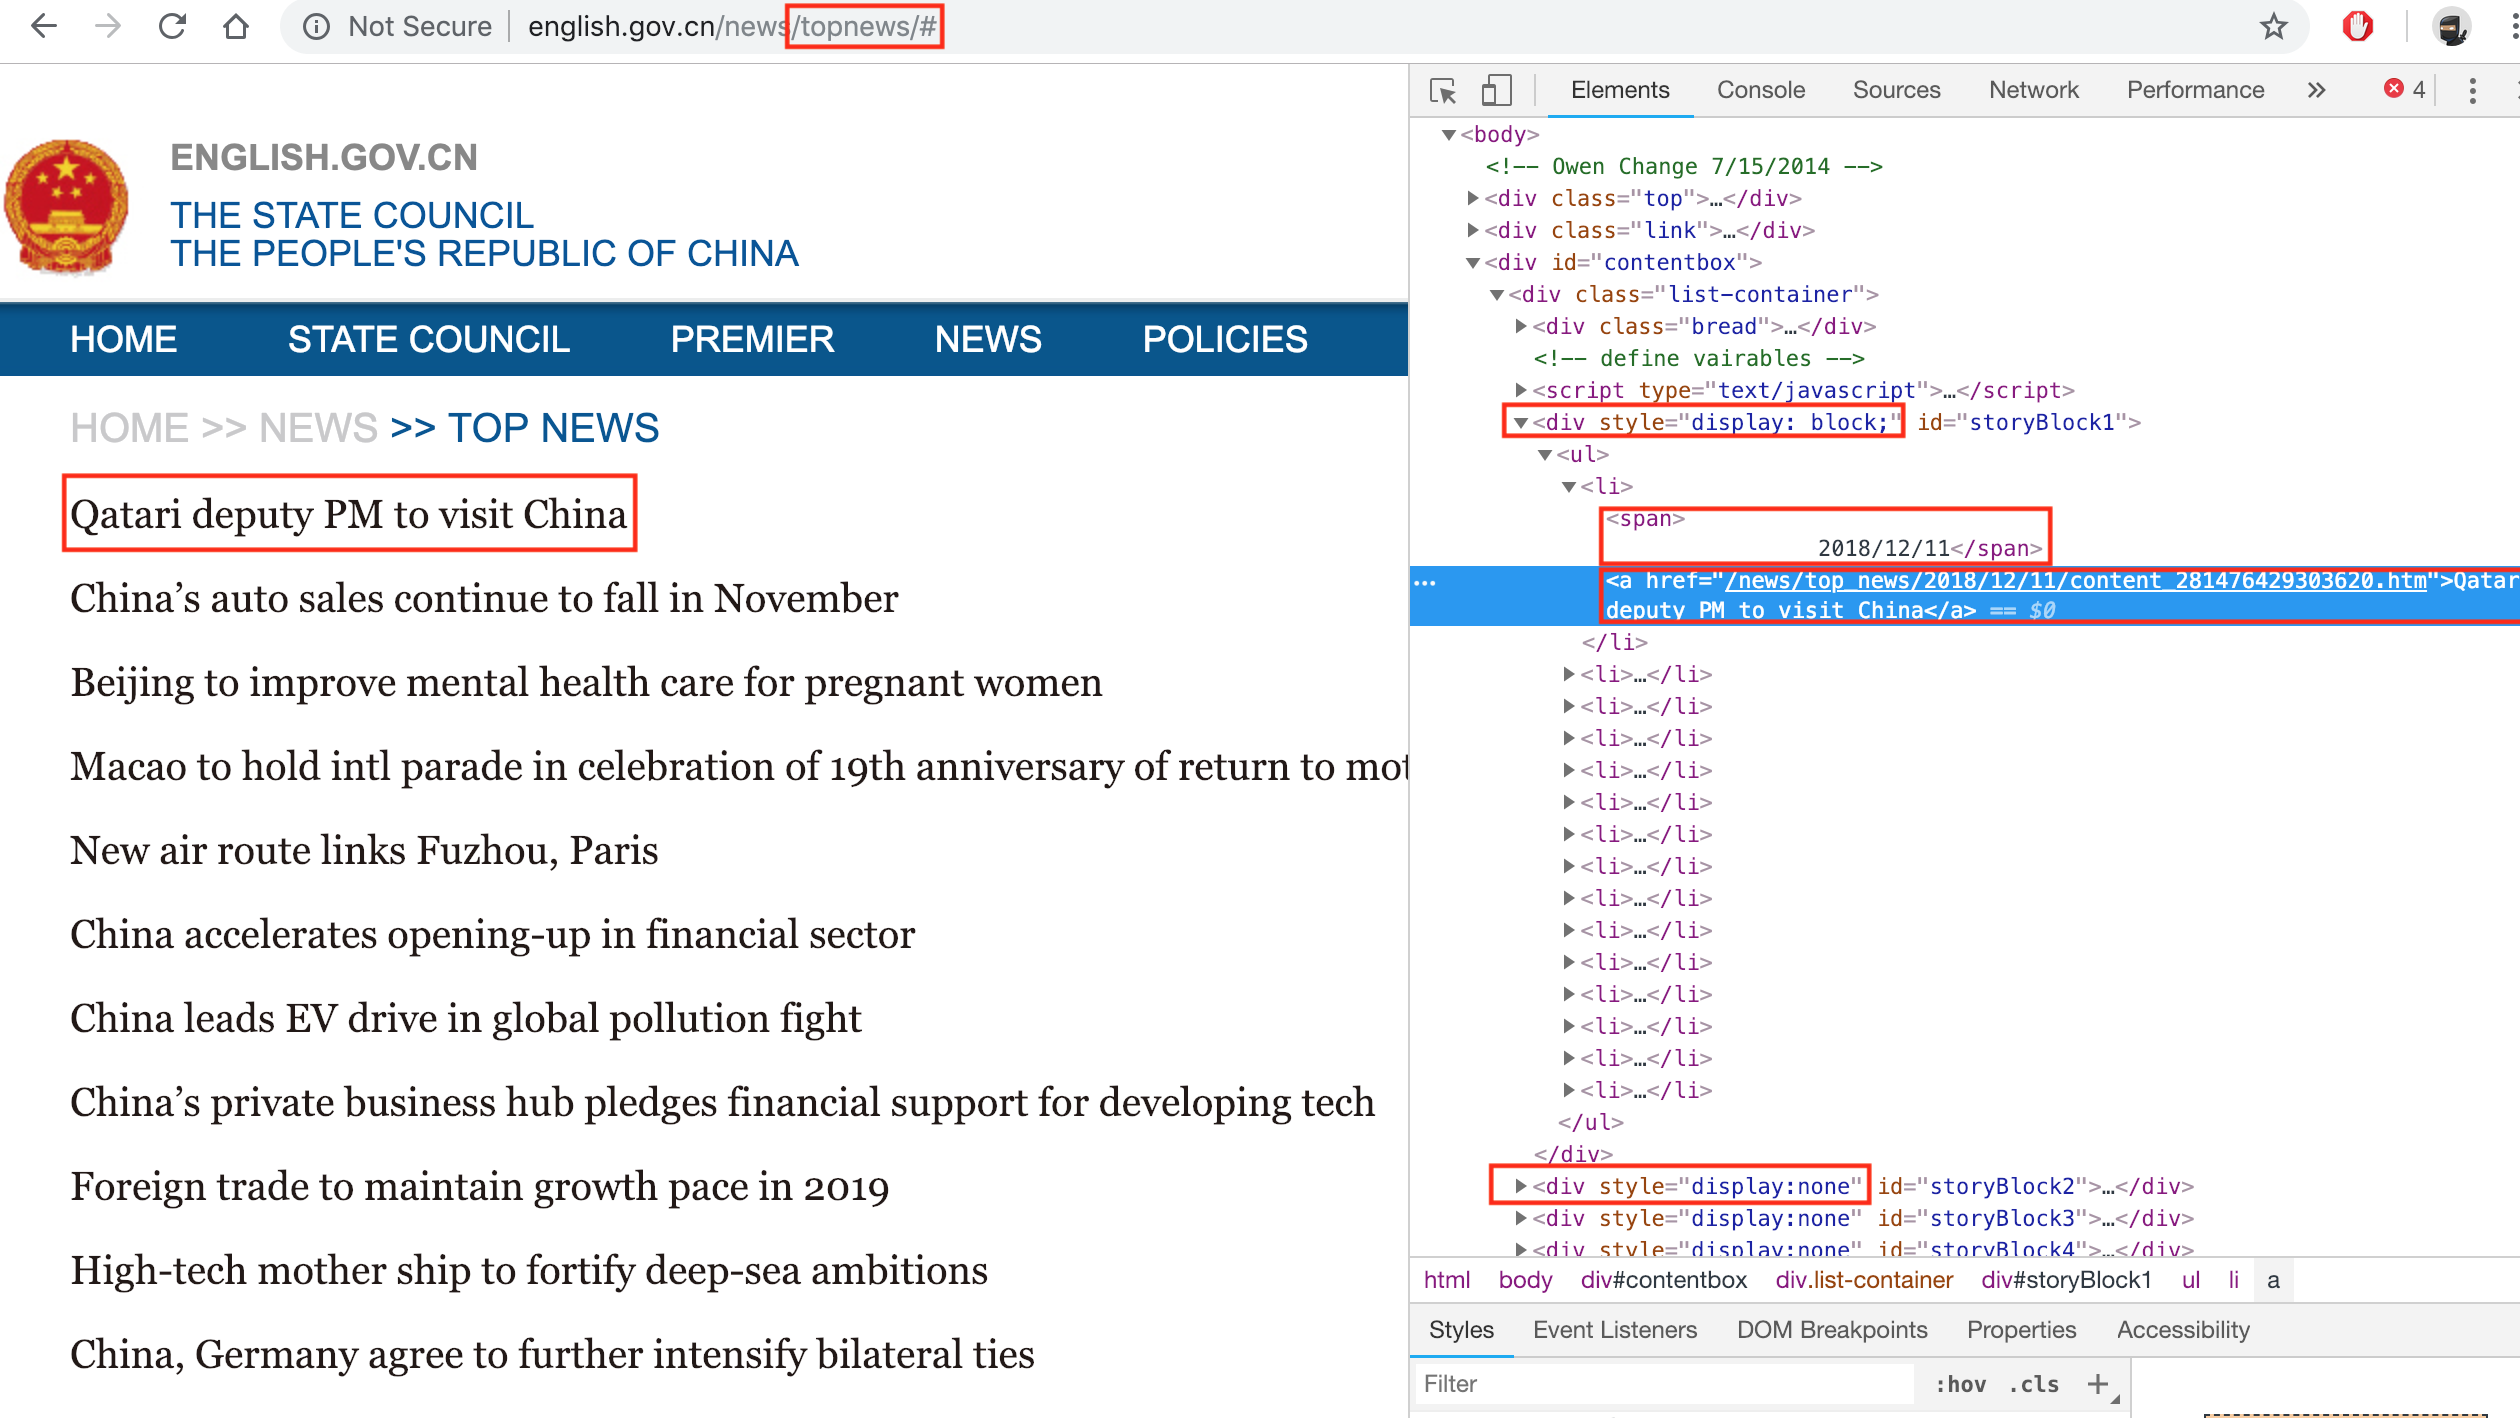 Not Secure | english.gov.cn/news/topnews/#
ENGLISH.GOV.CN
THE STATE COUNCIL
THE PEOPLE'S REPUBLIC OF CHINA
HOME STATE COUNCIL PREMIER NEWS POLICIES
HOME >> NEWS >> TOP NEWS
Qatari deputy PM to visit China
China’s auto sales continue to fall in November
Beijing to improve mental health care for pregnant women
Macao to hold intl parade in celebration of 19th anniversary of return to mot
New air route links Fuzhou, Paris
China accelerates opening-up in financial sector
China leads EV drive in global pollution fight
China’s private business hub pledges financial support for developing tech
Foreign trade to maintain growth pace in 2019
High-tech mother ship to fortify deep-sea ambitions
China, Germany agree to further intensify bilateral ties
Elements Console Sources Network Performance » 4
<body>
<!-- Owen Change 7/15/2014 -->
<div class="top">…</div>
<div class="link">…</div>
<div id="contentbox">
<div class="list-container">
<div class="bread">…</div>
<!-- define vairables -->
<script type="text/javascript">…</script>
<div style="display: block;" id="storyBlock1">
<ul>
<li>
<span>
2018/12/11</span>
<a href="/news/top_news/2018/12/11/content_281476429303620.htm">Qatar
deputy PM to visit China</a> == $0
</li>
<li>…</li>
<li>…</li>
<li>…</li>
<li>…</li>
<li>…</li>
<li>…</li>
<li>…</li>
<li>…</li>
<li>…</li>
<li>…</li>
<li>…</li>
<li>…</li>
<li>…</li>
<li>…</li>
</ul>
</div>
<div style="display:none" id="storyBlock2">…</div>
<div style="display:none" id="storyBlock3">…</div>
<div style="display:none" id="storyBlock4">…</div>
html body div#contentbox div.list-container div#storyBlock1 ul li a
Styles Event Listeners DOM Breakpoints Properties Accessibility
Filter :hov .cls +